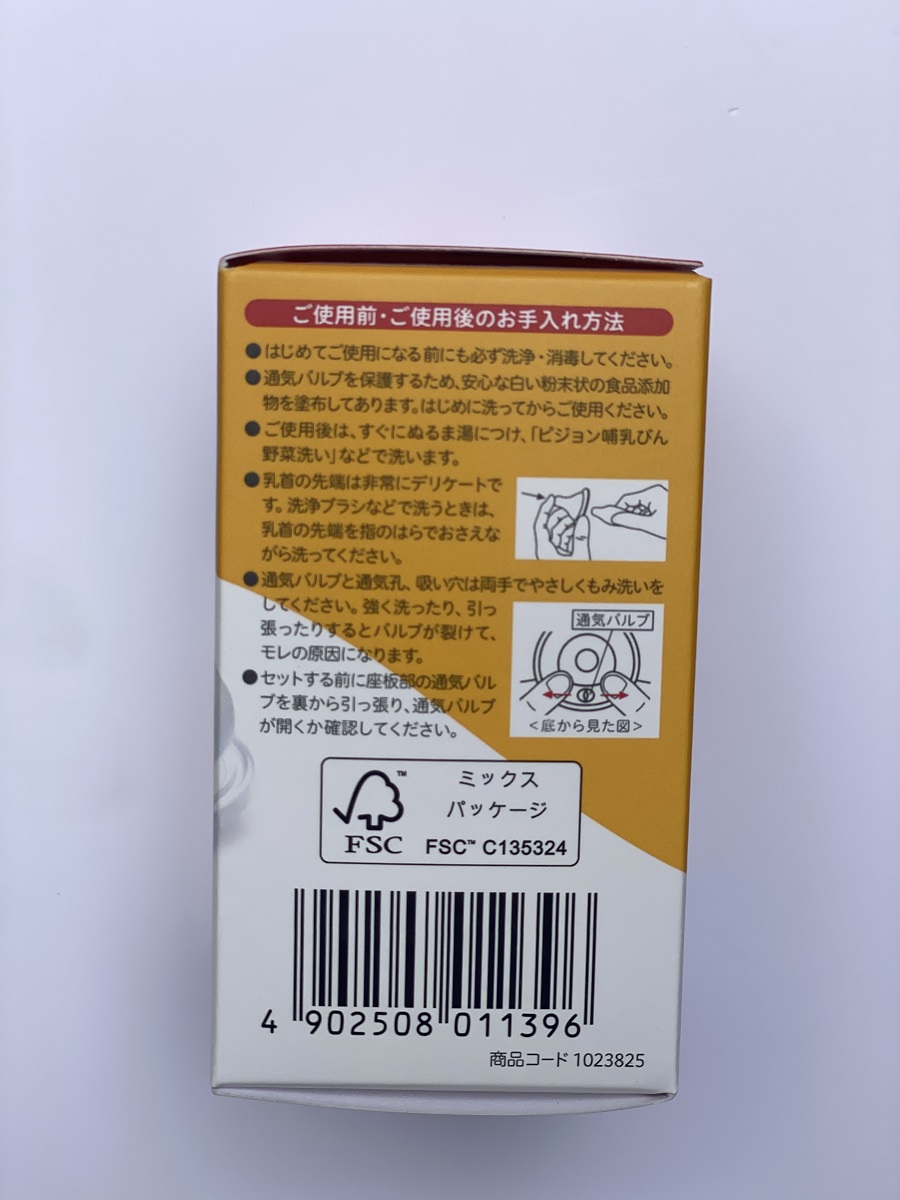 ご使用前・ご使用後のお手入れ方法
●はじめてご使用になる前にも必ず洗浄・消毒してください。
●通気バルブを保護するため、安心な白い粉末状の食品添加
物を塗布してあります。はじめに洗ってからご使用ください。
●ご使用後は、すぐにぬるま湯につけ、「ピジョン哺乳びん
野菜洗い」などで洗います。
●乳首の先端は非常にデリケートで
す。洗浄ブラシなどで洗うときは、
乳首の先端を指のはらでおさえな
がら洗ってください。
●通気バルブと通気孔、吸い穴は両手でやさしくもみ洗いを
してください。強く洗ったり、引っ
張ったりするとバルブが裂けて、
モレの原因になります。
通気バルブ
<底から見た図>
●セットする前に座板部の通気バル
ブを裏から引っ張り、通気バルブ
が開くか確認してください。
™
FSC
ミックス
パッケージ
FSC™ C135324
4 902508 011396
商品コード 1023825